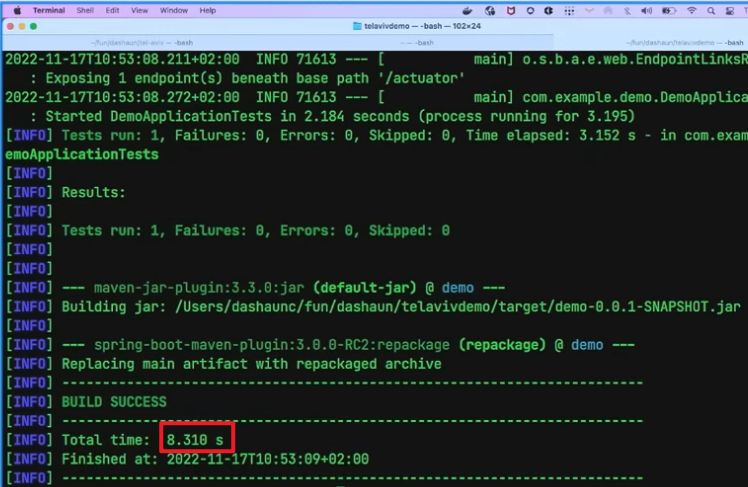 Terminal Shell Edit View Window Help
telavivdemo — -bash — 102×24
~/fun/dashaun/tel-aviv — -bash
~ — -bash
~/fun/dashaun/telavivdemo — -bash
2022-11-17T10:53:08.211+02:00 INFO 71613 --- [ main] o.s.b.a.e.web.EndpointLinksR
: Exposing 1 endpoint(s) beneath base path '/actuator'
2022-11-17T10:53:08.272+02:00 INFO 71613 --- [ main] com.example.demo.DemoApplica
: Started DemoApplicationTests in 2.184 seconds (process running for 3.195)
[INFO] Tests run: 1, Failures: 0, Errors: 0, Skipped: 0, Time elapsed: 3.152 s - in com.exam
emoApplicationTests
[INFO]
[INFO] Results:
[INFO]
[INFO] Tests run: 1, Failures: 0, Errors: 0, Skipped: 0
[INFO]
[INFO]
[INFO] --- maven-jar-plugin:3.3.0:jar (default-jar) @ demo ---
[INFO] Building jar: /Users/dashaunc/fun/dashaun/telavivdemo/target/demo-0.0.1-SNAPSHOT.jar
[INFO]
[INFO] --- spring-boot-maven-plugin:3.0.0-RC2:repackage (repackage) @ demo ---
[INFO] Replacing main artifact with repackaged archive
[INFO] ------------------------------------------------------------------------
[INFO] BUILD SUCCESS
[INFO] ------------------------------------------------------------------------
[INFO] Total time: 8.310 s
[INFO] Finished at: 2022-11-17T10:53:09+02:00
[INFO] ------------------------------------------------------------------------